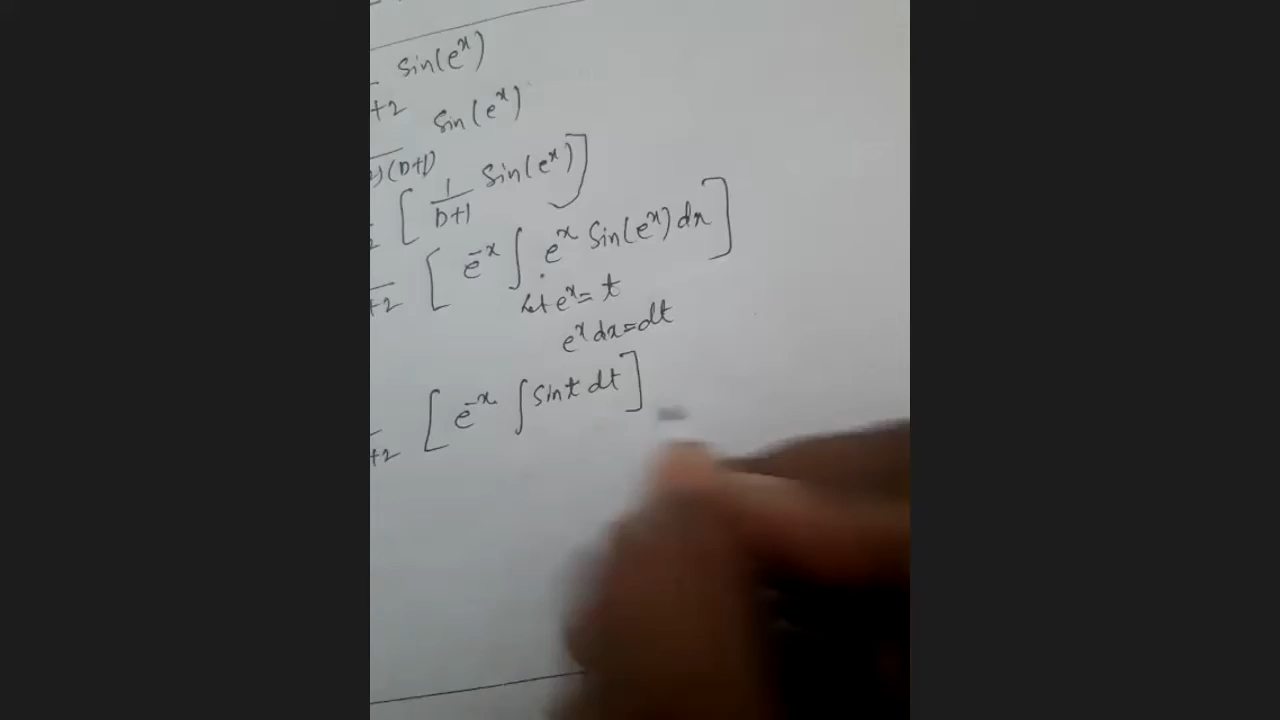 sin(e^x)
+2
sin(e^x)
)(D+1)
[ 1/(D+1) sin(e^x) ]
+2 [ e^-x ∫ e^x sin(e^x) dx ]
Let e^x = t
e^x dx = dt
+2 [ e^-x ∫ sin t dt ]